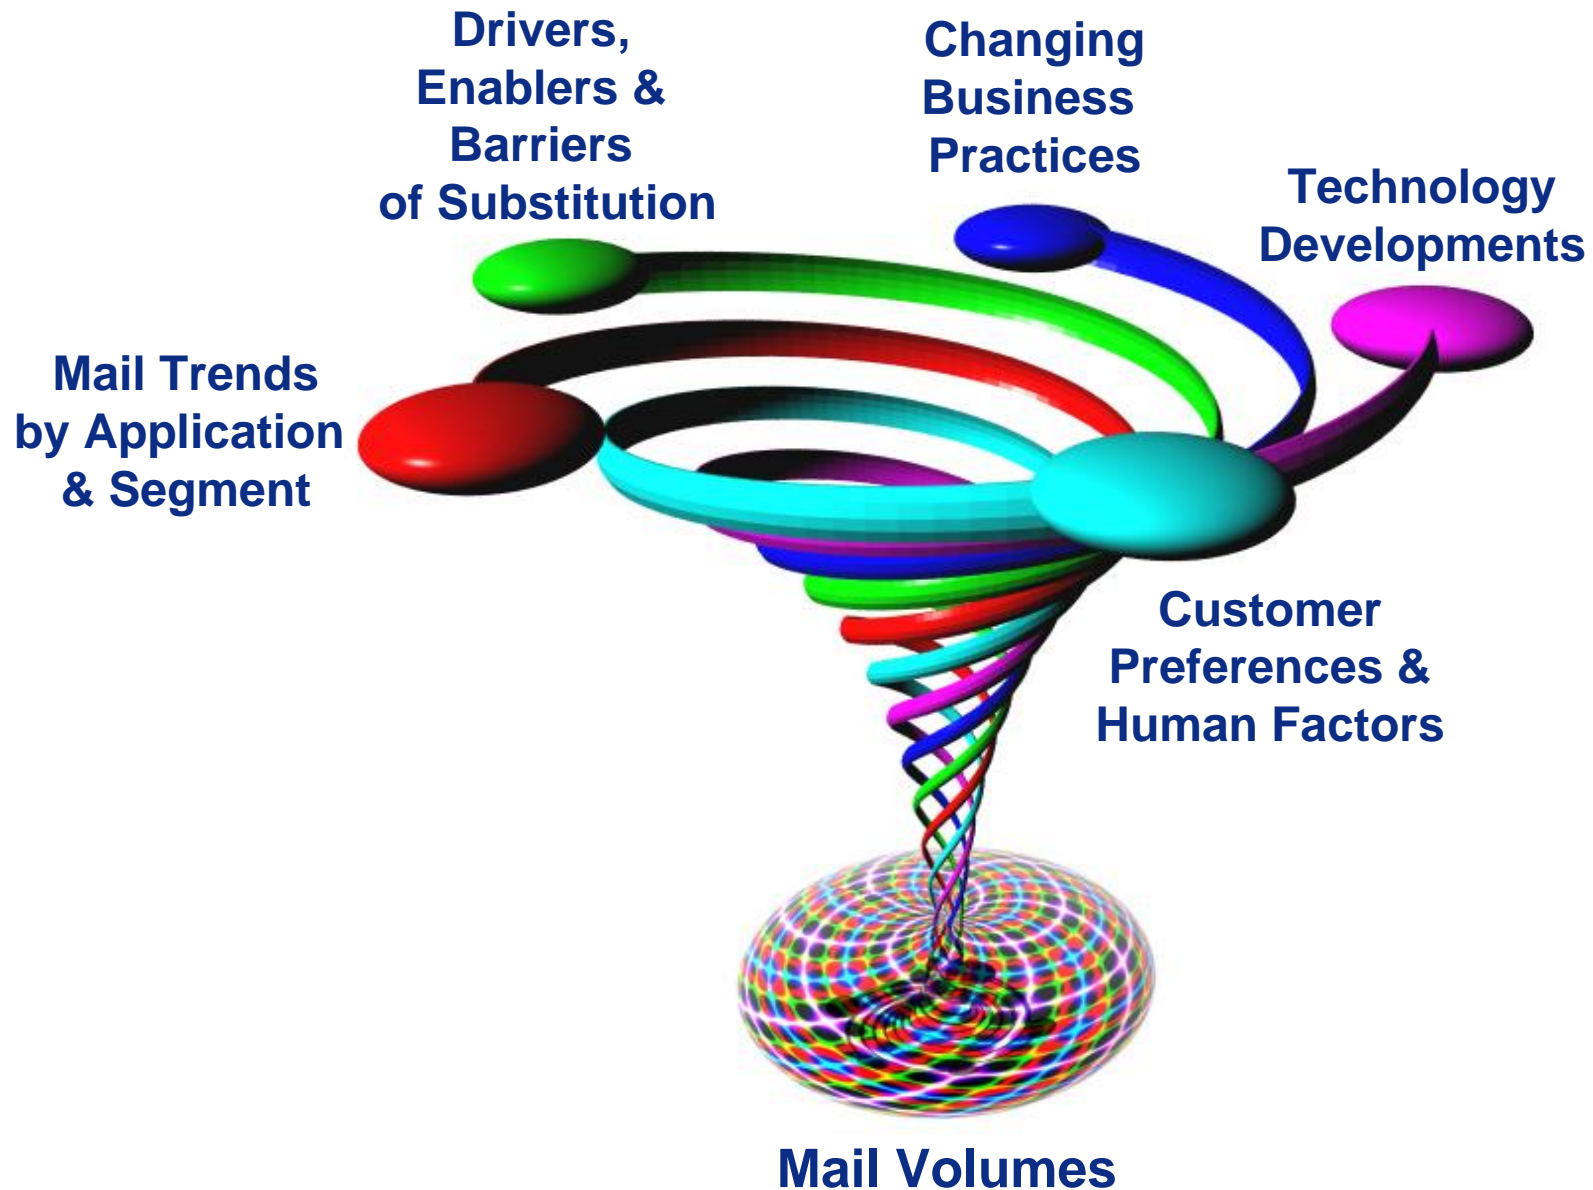 Drivers,
Enablers &
Barriers
of Substitution
Changing
Business
Practices
Technology
Developments
Mail Trends
by Application
& Segment
Customer
Preferences &
Human Factors
Mail Volumes